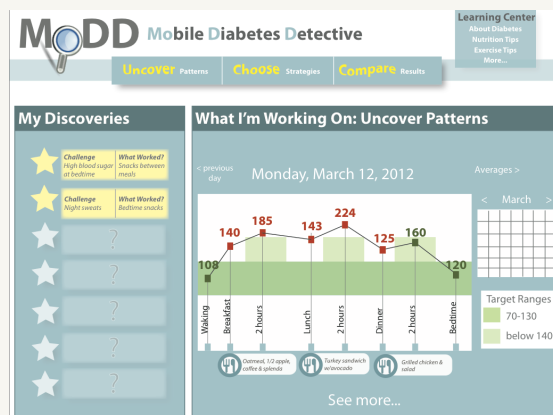 MoDD Mobile Diabetes Detective
Learning Center
About Diabetes
Nutrition Tips
Exercise Tips
More...
Uncover Patterns
Choose Strategies
Compare Results
My Discoveries
Challenge
High blood sugar
at bedtime
What Worked?
Snacks between
meals
Challenge
Night sweats
What Worked?
Bedtime snacks
?
?
?
?
?
What I'm Working On: Uncover Patterns
< previous
day
Monday, March 12, 2012
Averages >
< March >
108
140
185
143
224
125
160
120
Waking
Breakfast
2 hours
Lunch
2 hours
Dinner
2 hours
Bedtime
Oatmeal, 1/2 apple,
coffee & splenda
Turkey sandwich
w/avocado
Grilled chicken &
salad
See more...
Target Ranges
70-130
below 140